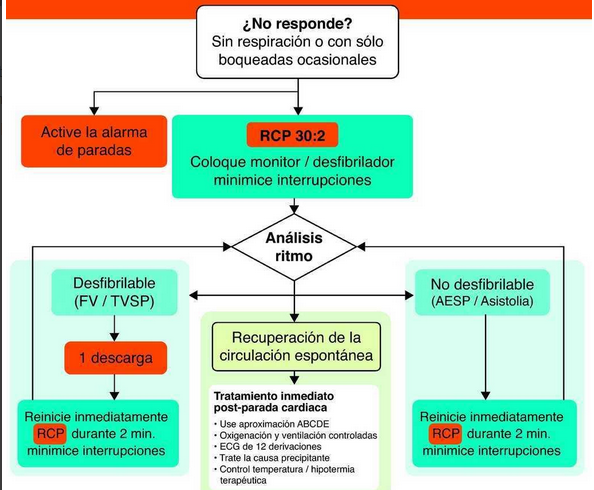 ¿No responde?
Sin respiración o con sólo
boqueadas ocasionales
Active la alarma
de paradas
RCP 30:2
Coloque monitor / desfibrilador
minimice interrupciones
Análisis
ritmo
Desfibrilable
(FV / TVSP)
1 descarga
Reinicie inmediatamente
RCP durante 2 min.
minimice interrupciones
Recuperación de la
circulación espontánea
Tratamiento inmediato
post-parada cardiaca
• Use aproximación ABCDE
• Oxigenación y ventilación controladas
• ECG de 12 derivaciones
• Trate la causa precipitante
• Control temperatura / hipotermia
terapéutica
No desfibrilable
(AESP / Asistolia)
Reinicie inmediatamente
RCP durante 2 min.
minimice interrupciones